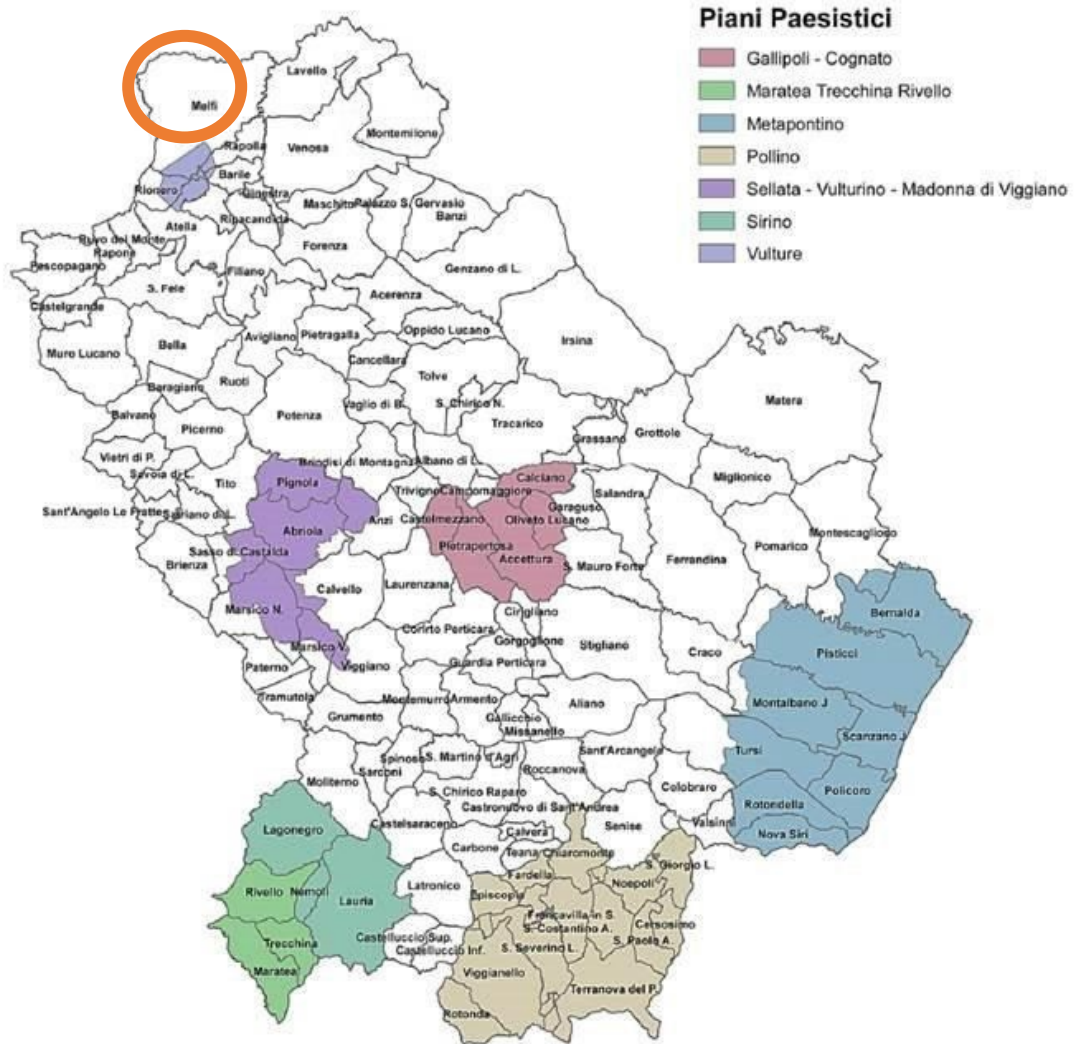 Piani Paesistici
Gallipoli - Cognato
Maratea Trecchina Rivello
Metapontino
Pollino
Sellata - Vulturino - Madonna di Viggiano
Sirino
Vulture
Lavello
Melfi
Montemilone
Rapolla
Venosa
Barile
Rionero
Ginestra
Maschito
Palazzo S. Gervasio
Banzi
Ripacandida
Atella
Ruvo del Monte
Rapone
Forenza
Pescopagano
Filiano
Genzano di L.
S. Fele
Acerenza
Castelgrande
Oppido Lucano
Avigliano
Pietragalla
Irsina
Bella
Muro Lucano
Cancellara
Tolve
Ruoti
Baragiano
Matera
Vaglio di B.
S. Chirico N.
Balvano
Potenza
Tracarico
Picerno
Grassano
Grottole
Vietri di P.
Brindisi di Montagna
Albano di L.
Savoia di L.
Tito
Pignola
Calciano
Miglionico
Trivigno
Campomaggiore
Salandra
Garaguso
Sant'Angelo Le Fratte
Satriano di L.
Anzi
Castelmezzano
Oliveto Lucano
Abriola
Montescaglioso
Pietrapertosa
Pomarico
Sasso di Castalda
Accettura
Ferrandina
Brienza
S. Mauro Forte
Calvello
Laurenzana
Marsico N.
Cirigliano
Bernalda
Corleto Perticara
Gorgoglione
Stigliano
Marsico V.
Craco
Pisticci
Paterno
Viggiano
Guardia Perticara
Tramutola
Montemurro
Armento
Aliano
Montalbano J
Grumento
Gallicchio
Missanello
Scanzano J
Spinoso
S. Martino d'Agri
Sant'Arcangelo
Tursi
Sarconi
Roccanova
Moliterno
Colobraro
Policoro
S. Chirico Raparo
Rotondella
Castronuovo di Sant'Andrea
Lagonegro
Castelsaraceno
Calvera
Senise
Valsinni
Nova Siri
Carbone
Teana
Chiaromonte
S. Giorgio L.
Fardella
Rivello
Nemoli
Latronico
Noepoli
Lauria
Episcopia
Francavilla in S.
Cersosimo
S. Costantino A.
Castelluccio Sup.
S. Paolo A.
Trecchina
Castelluccio Inf.
S. Severino L.
Maratea
Viggianello
Terranova del P.
Rotonda